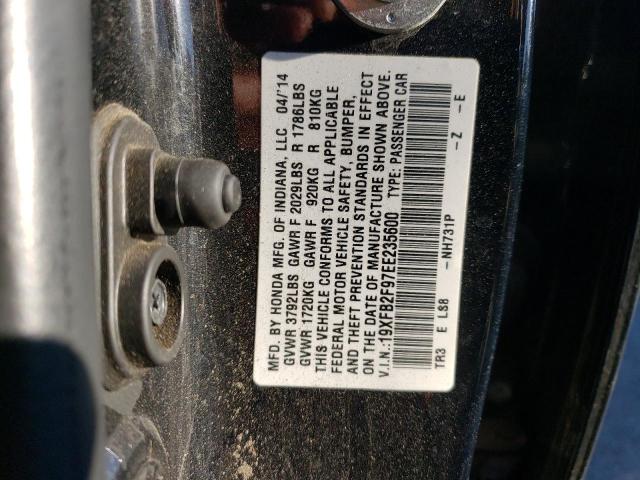 MFD. BY HONDA MFG. OF INDIANA, LLC 04/14
GVWR 3792LBS GAWR F 2029LBS R 1786LBS
GVWR 1720KG GAWR F 920KG R 810KG
THIS VEHICLE CONFORMS TO ALL APPLICABLE
FEDERAL MOTOR VEHICLE SAFETY, BUMPER,
AND THEFT PREVENTION STANDARDS IN EFFECT
ON THE DATE OF MANUFACTURE SHOWN ABOVE.
V.I.N.:19XFB2F97EE235600 TYPE: PASSENGER CAR
TR3 E LS8 -NH731P -Z -E